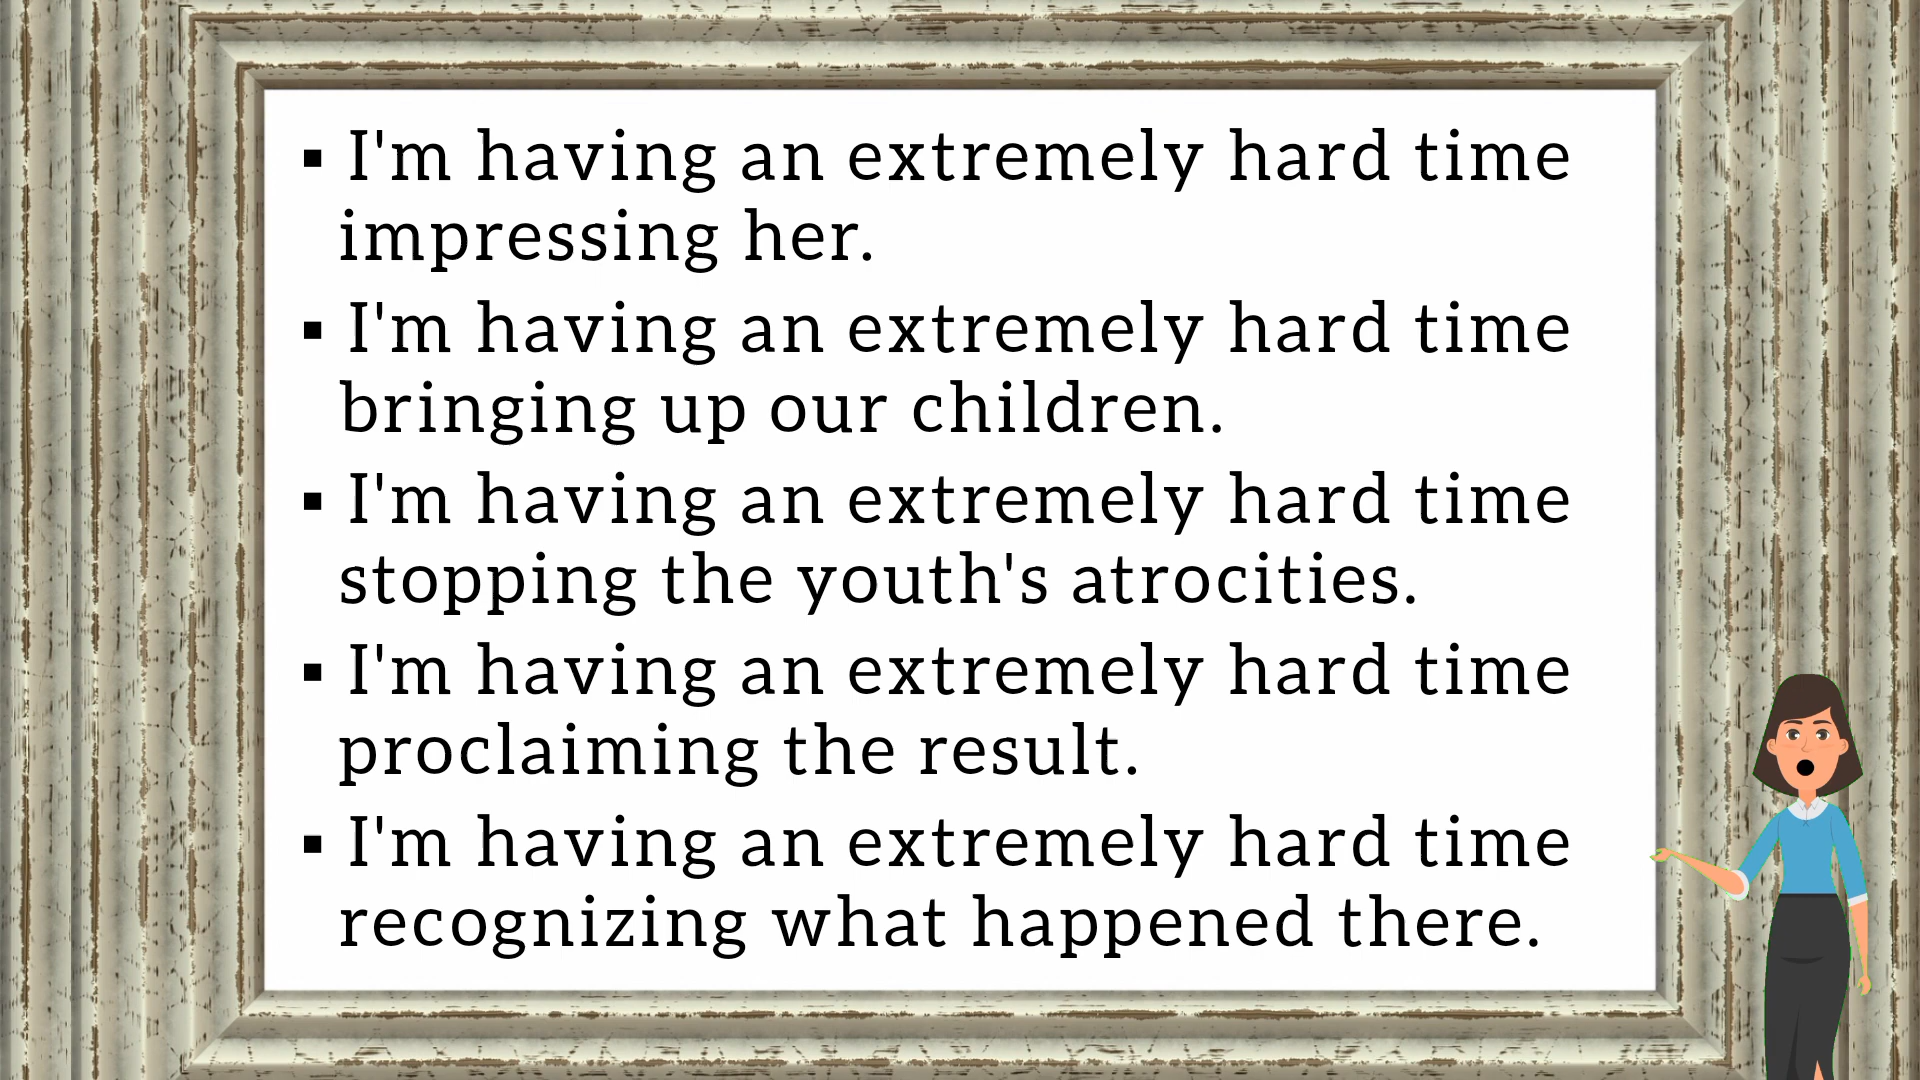 ▪ I'm having an extremely hard time
impressing her.
▪ I'm having an extremely hard time
bringing up our children.
▪ I'm having an extremely hard time
stopping the youth's atrocities.
▪ I'm having an extremely hard time
proclaiming the result.
▪ I'm having an extremely hard time
recognizing what happened there.